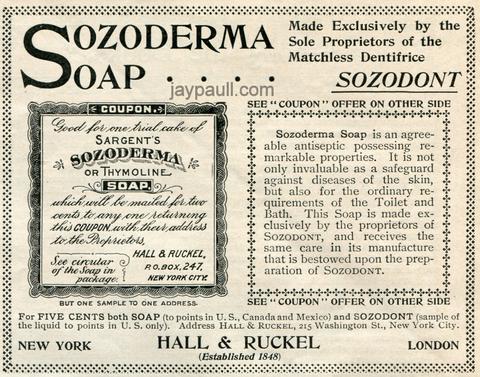 SOZODERMA
SOAP . . . . .
Made Exclusively by the
Sole Proprietors of the
Matchless Dentifrice
SOZODONT
jaypaull.com
COUPON.
Good for one trial cake of
SARGENT'S
SOZODERMA
OR THYMOLINE
SOAP
which will be mailed for two
cents to any one returning
this COUPON with their address
to the Proprietors,
HALL & RUCKEL,
P.O. BOX, 247,
NEW YORK CITY.
See circular
of the Soap in
package.
BUT ONE SAMPLE TO ONE ADDRESS.
SEE "COUPON" OFFER ON OTHER SIDE
Sozoderma Soap is an agree-
able antiseptic possessing re-
markable properties. It is not
only invaluable as a safeguard
against diseases of the skin,
but also for the ordinary re-
quirements of the Toilet and
Bath. This Soap is made ex-
clusively by the proprietors of
SOZODONT, and receives the
same care in its manufacture
that is bestowed upon the prep-
aration of SOZODONT.
SEE "COUPON" OFFER ON OTHER SIDE
For FIVE CENTS both SOAP (to points in U.S., Canada and Mexico) and SOZODONT (sample of
the liquid to points in U.S. only). Address HALL & RUCKEL, 215 Washington St., New York City.
NEW YORK HALL & RUCKEL LONDON
(Established 1848)